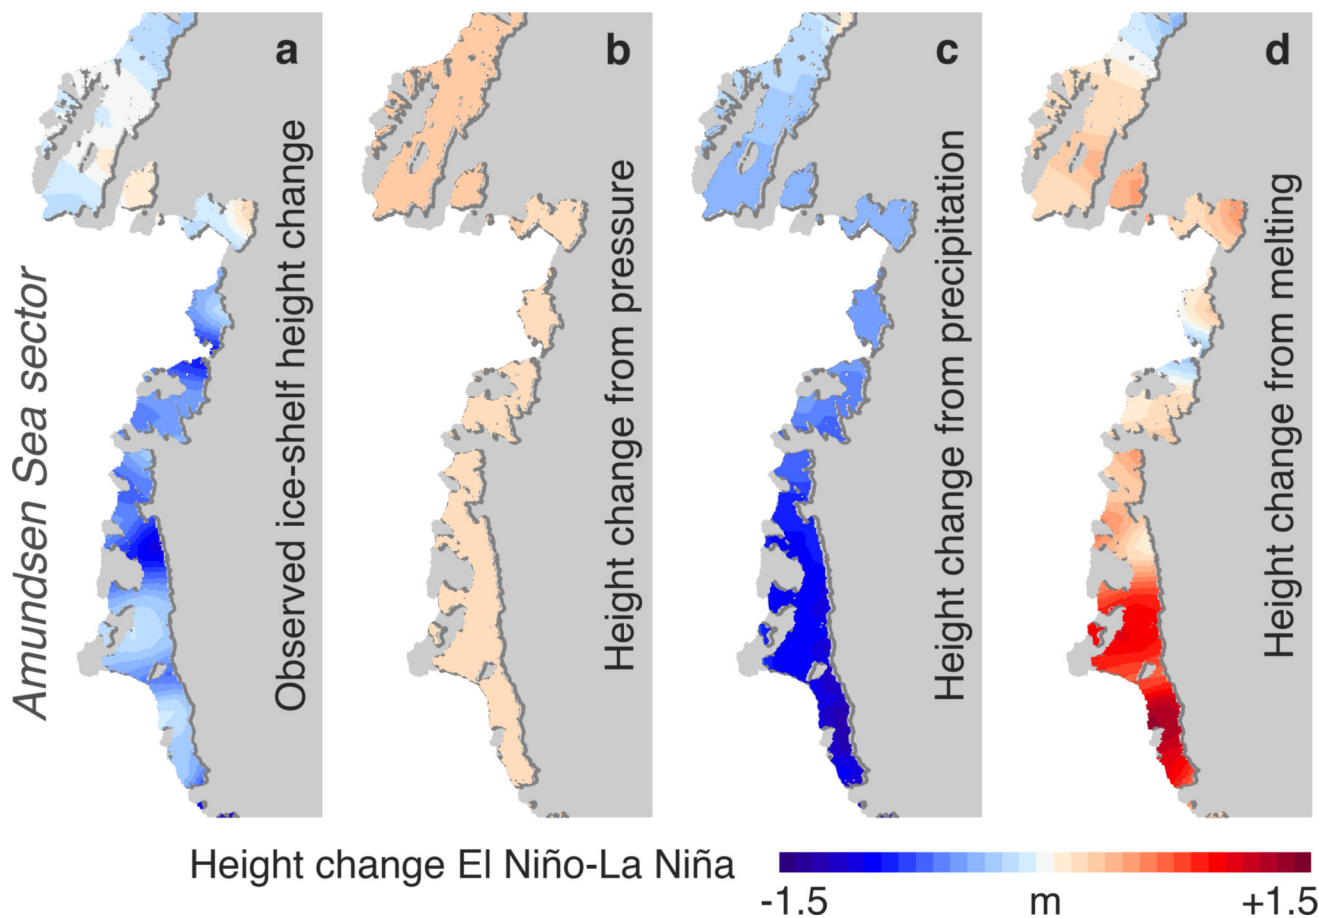 Amundsen Sea sector
a
Observed ice-shelf height change
b
Height change from pressure
c
Height change from precipitation
d
Height change from melting
Height change El Niño-La Niña
-1.5 m +1.5